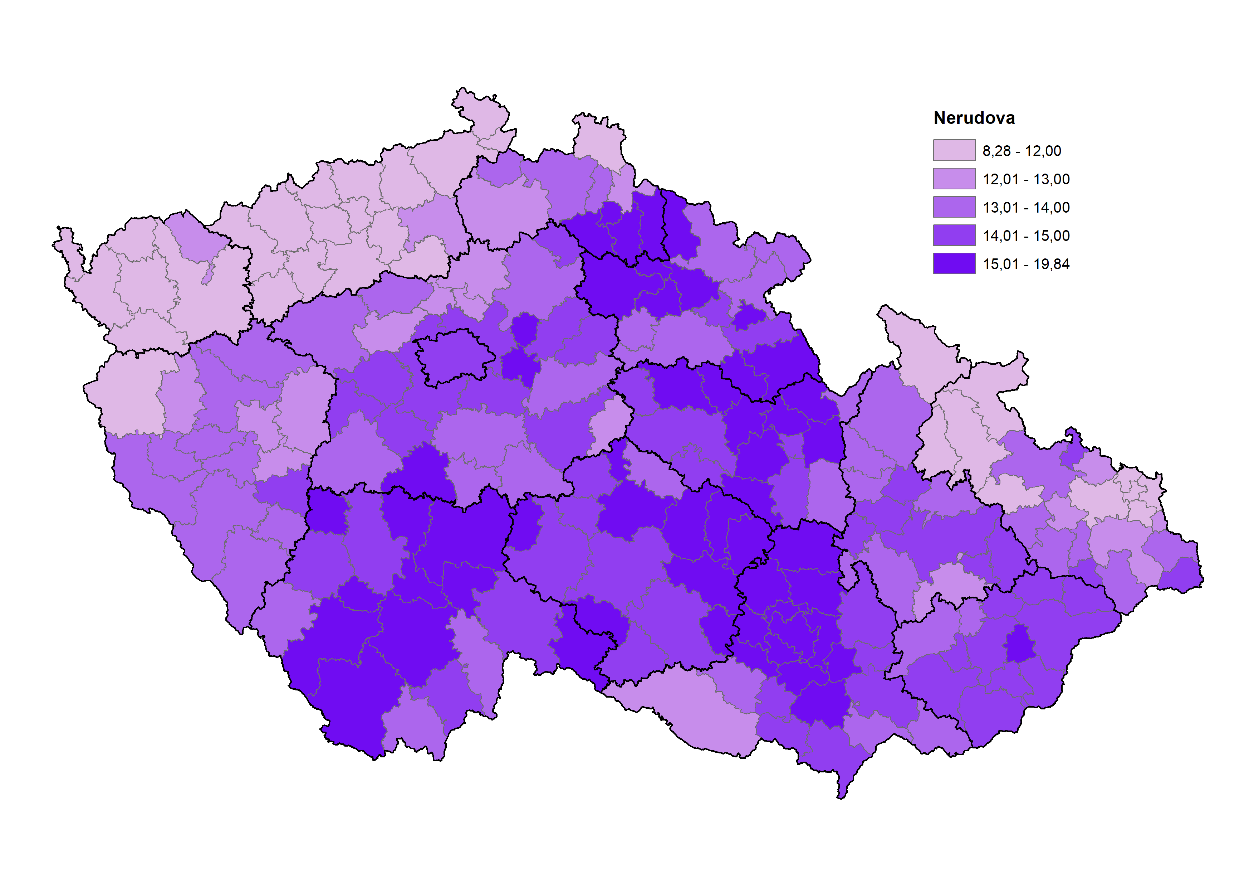 Nerudova
8,28 - 12,00
12,01 - 13,00
13,01 - 14,00
14,01 - 15,00
15,01 - 19,84